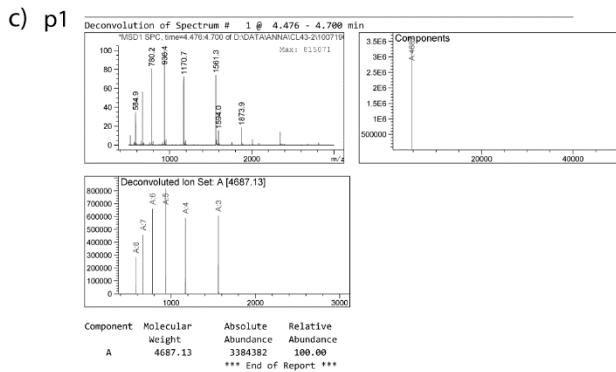 c) p1
Deconvolution of Spectrum # 1 @ 4.476 - 4.700 min
*MSD1 SPC, time=4.476:4.700 of D:\DATA\ANNA\CL43-2\100719
Max: 815071
100
80
60
40
20
0
584.9
780.2
936.4
1170.7
1561.3
1594.0
1873.9
1000
2000
m/z
Components
3.5E6
3E6
2.5E6
2E6
1.5E6
1E6
500000
20000
40000
Deconvoluted Ion Set: A [4687.13]
800000
700000
600000
500000
400000
300000
200000
100000
0
A:8
A:7
A:6
A:5
A:4
A:3
1000
2000
3000
Component Molecular Absolute Relative
Weight Abundance Abundance
A 4687.13 3384382 100.00
*** End of Report ***